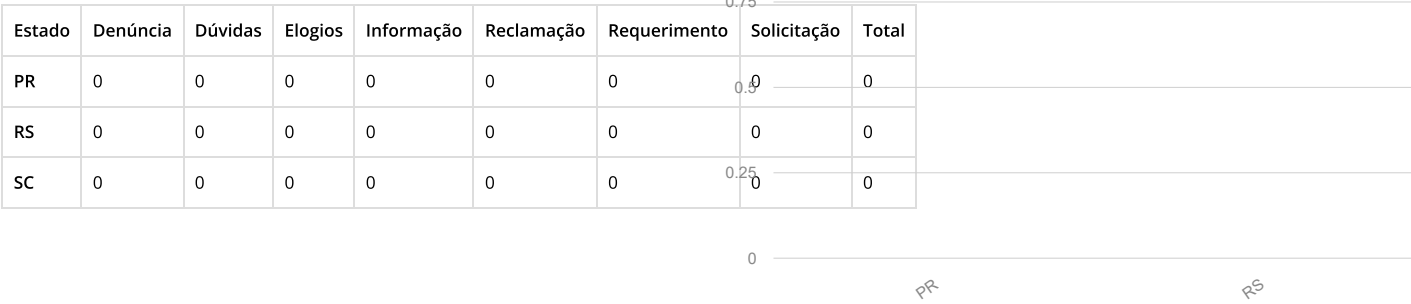 Estado Denúncia Dúvidas Elogios Informação Reclamação Requerimento Solicitação Total
PR 0 0 0 0 0 0 0 0
RS 0 0 0 0 0 0 0 0
SC 0 0 0 0 0 0 0 0
0.75
0.5
0.25
0
PR RS